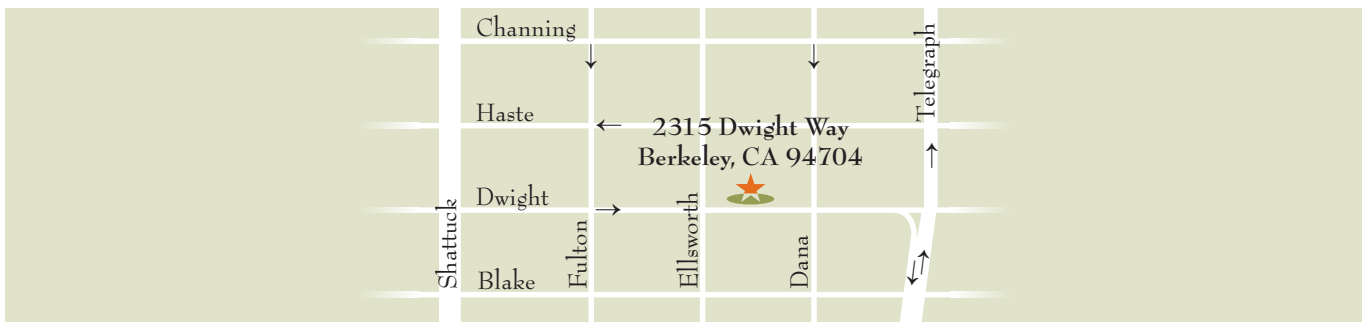 Channing
Telegraph
Haste
2315 Dwight Way
Berkeley, CA 94704
Dwight
Shattuck
Fulton
Ellsworth
Dana
Blake